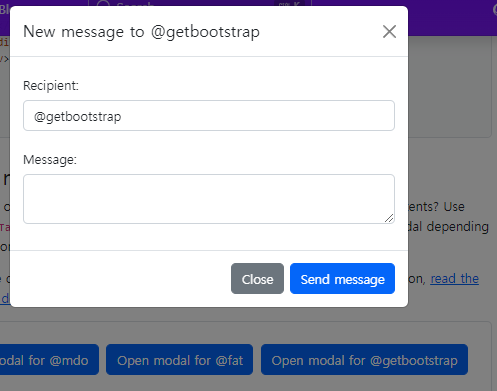 Blo
Search
New message to @getbootstrap
Recipient:
@getbootstrap
Message:
ents? Use
dal depending
on, read the
Close Send message
odal for @mdo Open modal for @fat Open modal for @getbootstrap